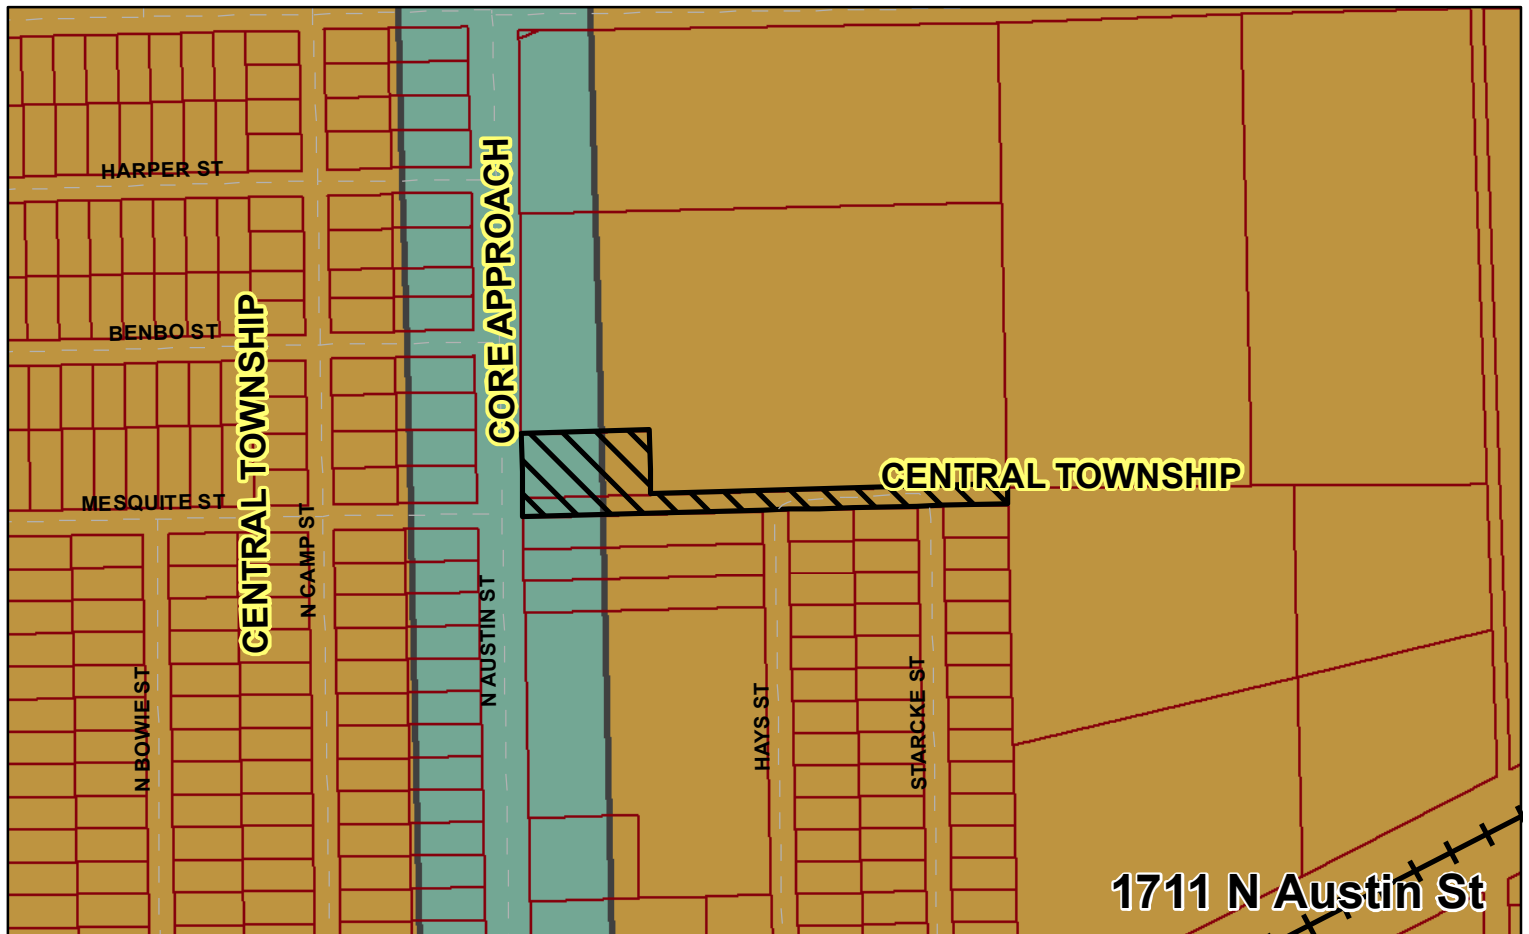 HARPER ST
CORE APPROACH
BENBO ST
CENTRAL TOWNSHIP
MESQUITE ST
CENTRAL TOWNSHIP
N CAMP ST
N AUSTIN ST
N BOWIE ST
HAYS ST
STARCKE ST
1711 N Austin St